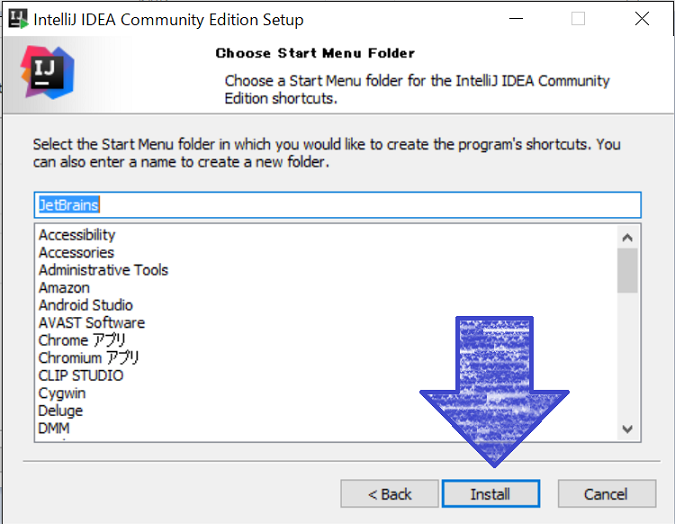 IntelliJ IDEA Community Edition Setup
IJ
Choose Start Menu Folder
Choose a Start Menu folder for the IntelliJ IDEA Community
Edition shortcuts.
Select the Start Menu folder in which you would like to create the program's shortcuts. You
can also enter a name to create a new folder.
JetBrains
Accessibility
Accessories
Administrative Tools
Amazon
Android Studio
AVAST Software
Chrome アプリ
Chromium アプリ
CLIP STUDIO
Cygwin
Deluge
DMM
< Back
Install
Cancel